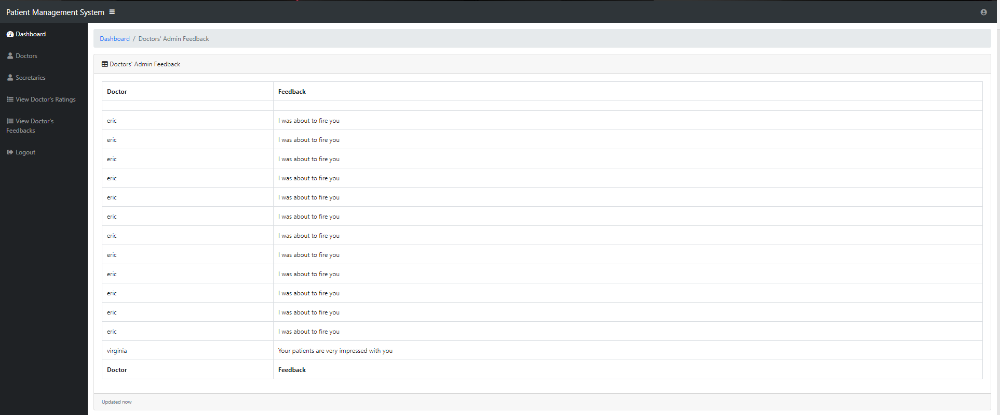 Patient Management System
Dashboard
Doctors
Secretaries
View Doctor's Ratings
View Doctor's
Feedbacks
Logout
Dashboard / Doctors' Admin Feedback
Doctors' Admin Feedback
Doctor Feedback
eric I was about to fire you
eric I was about to fire you
eric I was about to fire you
eric I was about to fire you
eric I was about to fire you
eric I was about to fire you
eric I was about to fire you
eric I was about to fire you
eric I was about to fire you
eric I was about to fire you
eric I was about to fire you
eric I was about to fire you
virginia Your patients are very impressed with you
Doctor Feedback
Updated now